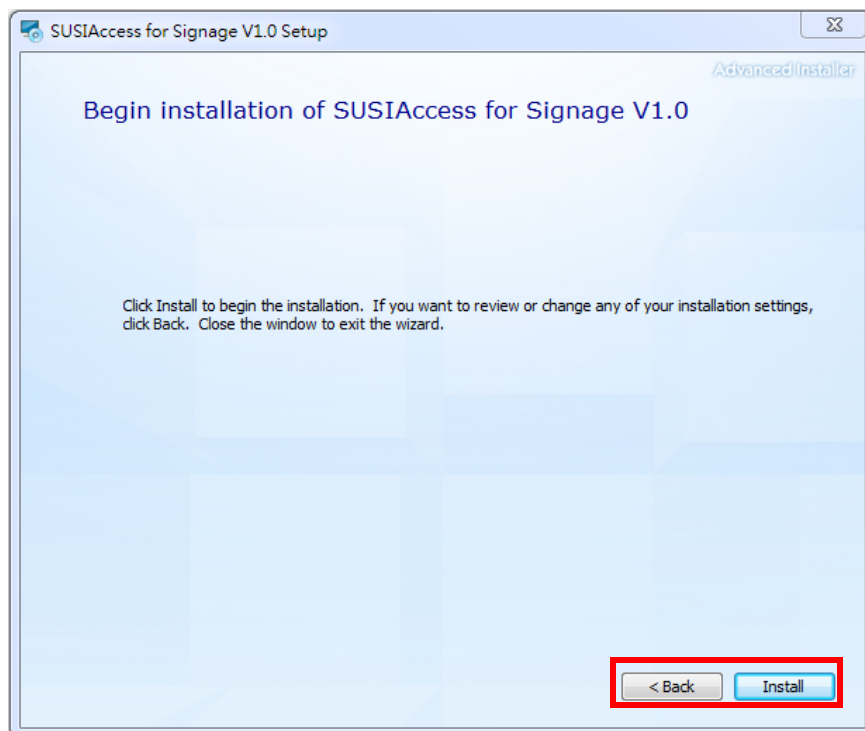 SUSIAccess for Signage V1.0 Setup
Advanced Installer
Begin installation of SUSIAccess for Signage V1.0
Click Install to begin the installation. If you want to review or change any of your installation settings,
click Back. Close the window to exit the wizard.
< Back Install